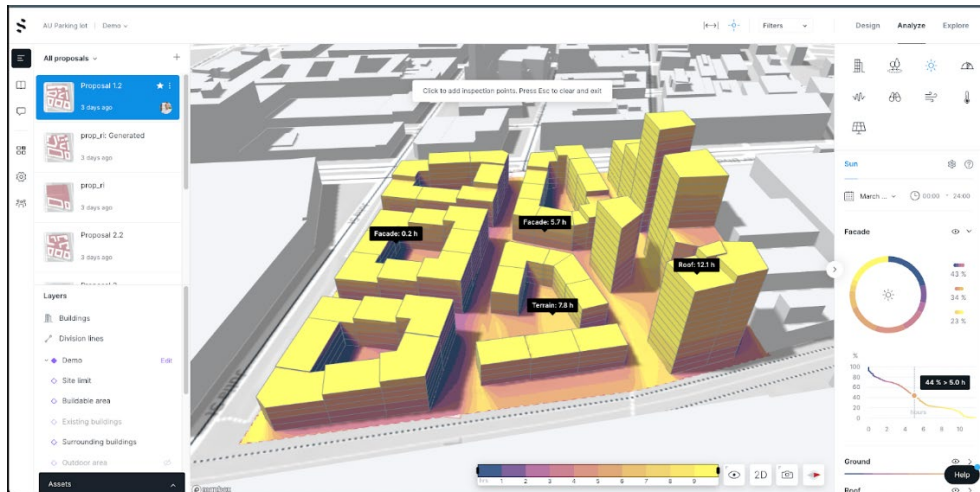 AU Parking lot
Demo
Filters
Design
Analyze
Explore
All proposals
Proposal 1.2
3 days ago
prop_ri: Generated
3 days ago
prop_ri
3 days ago
Proposal 2.2
3 days ago
Layers
Buildings
Division lines
Demo
Edit
Site limit
Buildable area
Existing buildings
Surrounding buildings
Outdoor area
Assets
Click to add inspection points. Press Esc to clear and exit
Facade: 0.2 h
Facade: 5.7 h
Roof: 12.1 h
Terrain: 7.8 h
hrs 1 2 3 4 5 6 7 8 9
2D
mapbox
Sun
March ...
00:00 - 24:00
Facade
43 %
34 %
23 %
%
100
80
60
40
20
0
44 % > 5.0 h
hours
0 2 4 6 8 10
Ground
Help
Roof